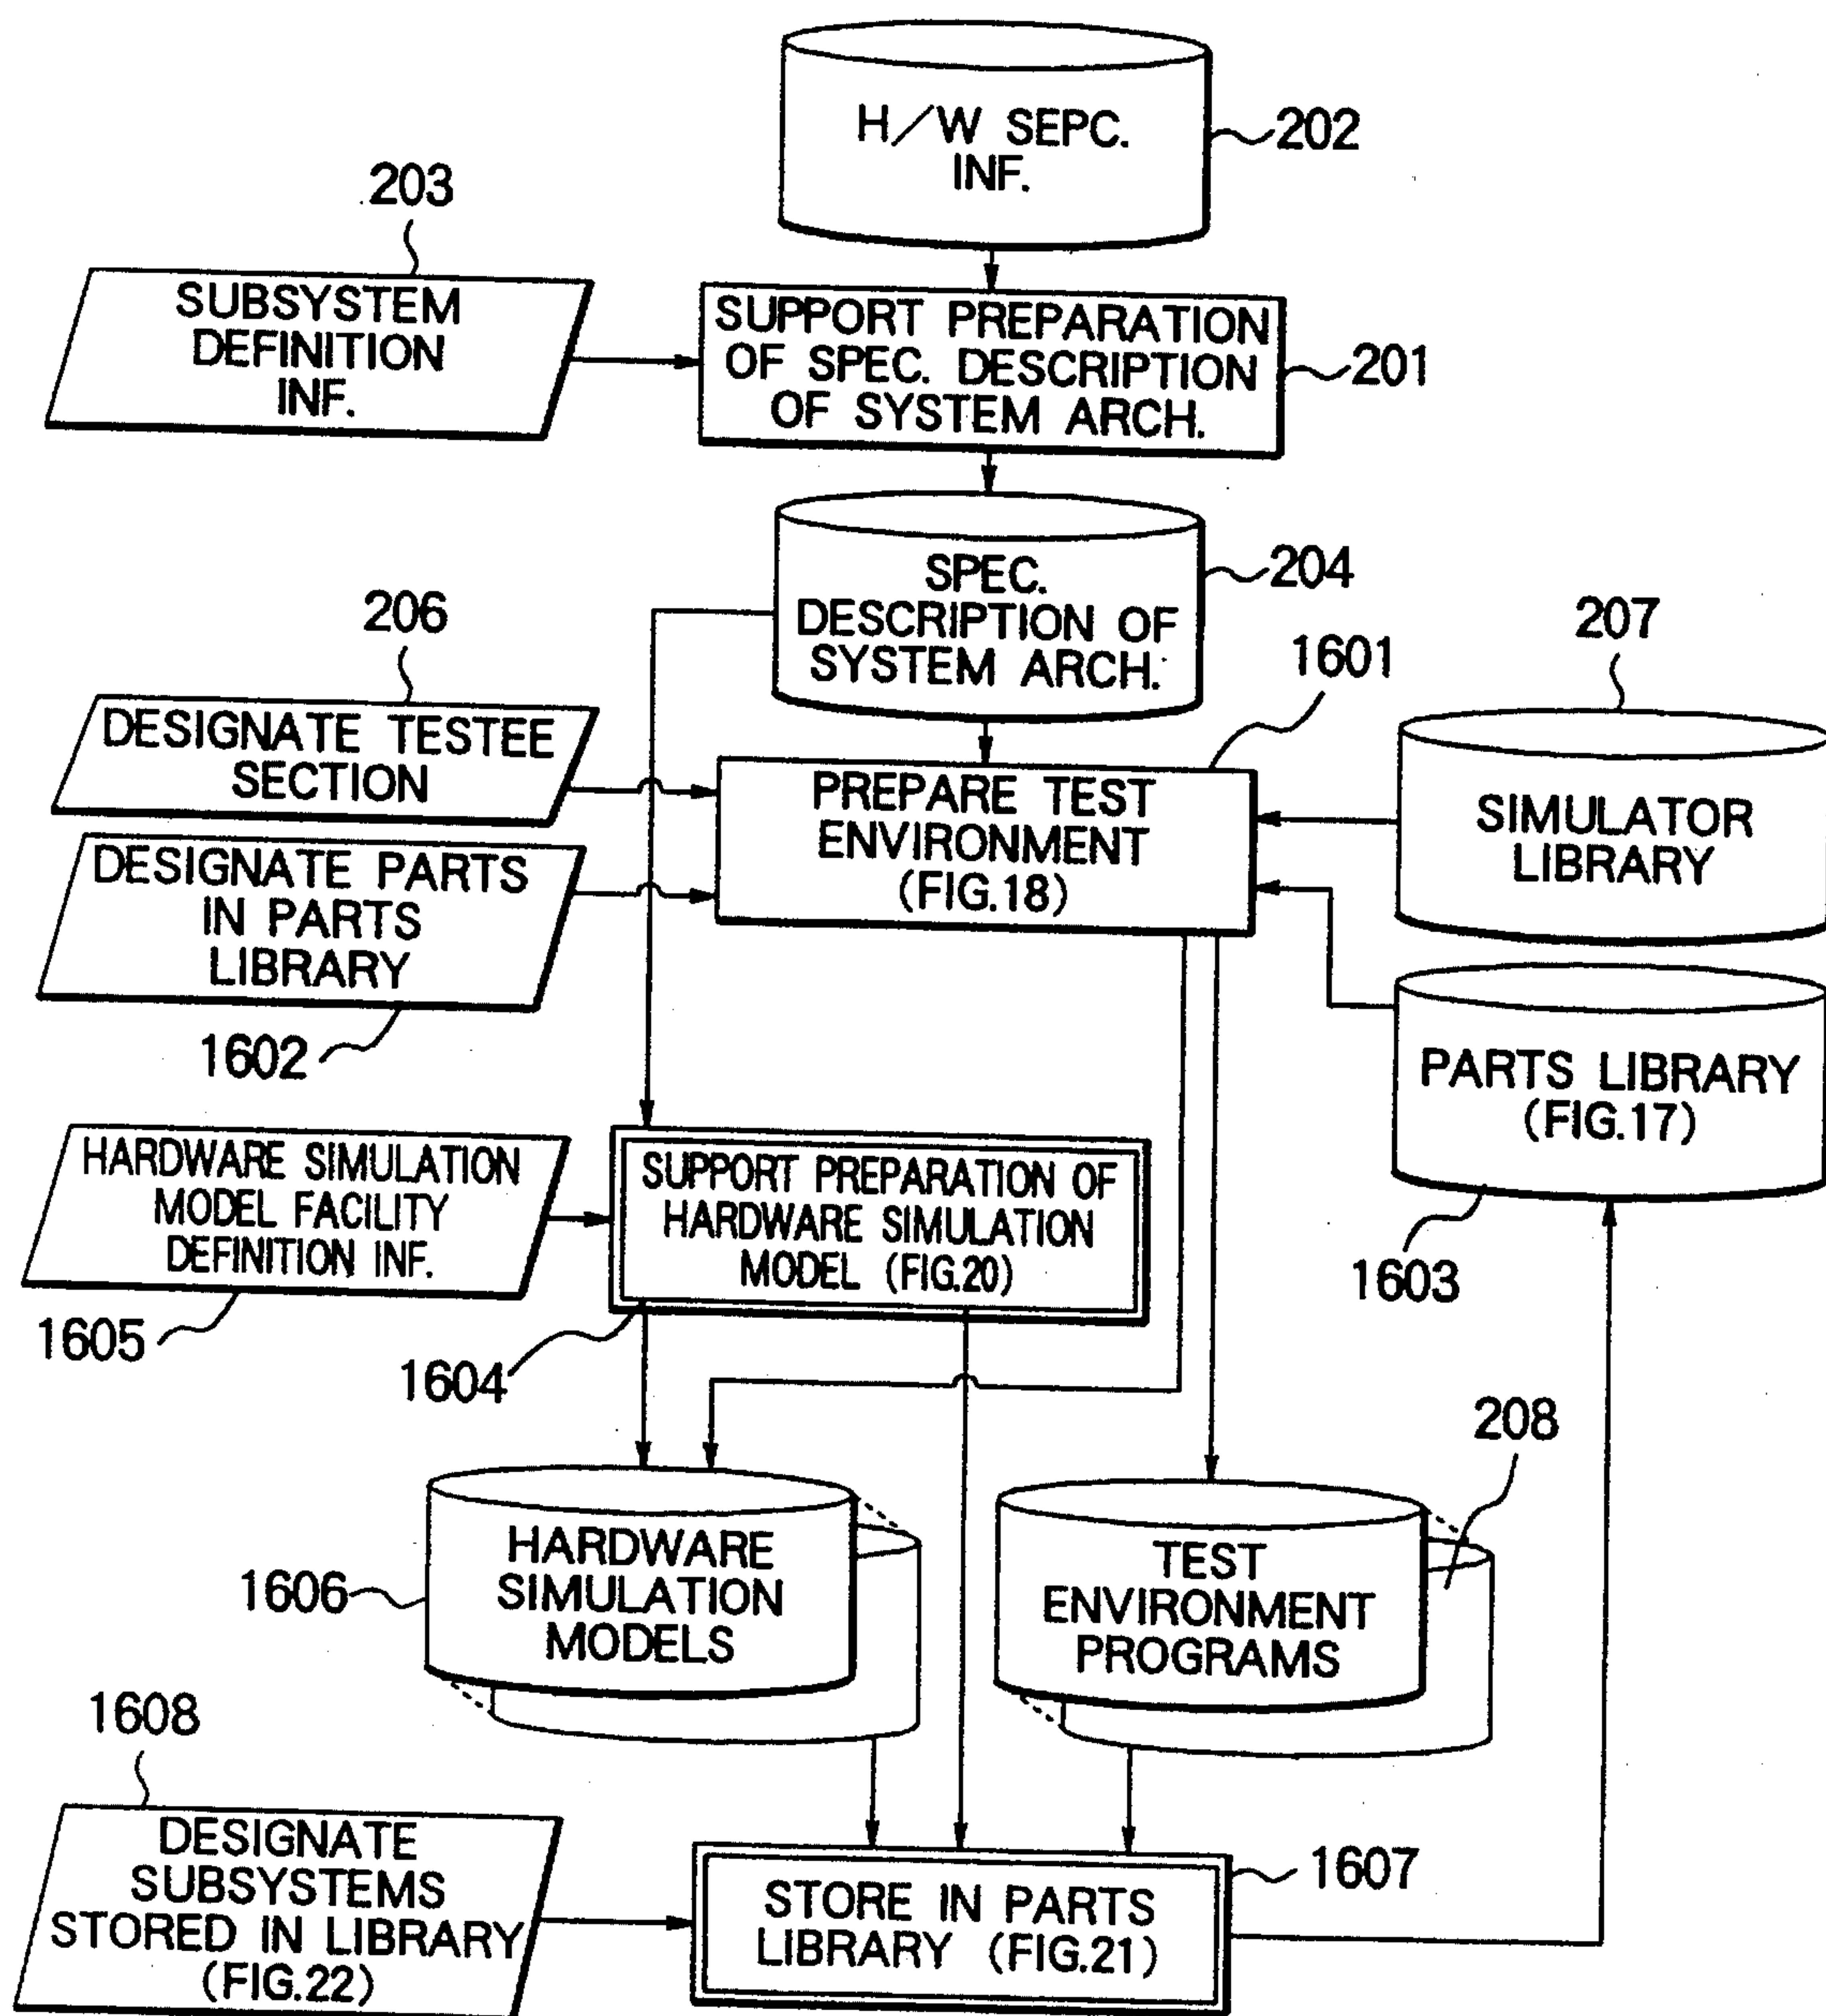 H/W SEPC.
INF.
202
203
SUBSYSTEM
DEFINITION
INF.
SUPPORT PREPARATION
OF SPEC. DESCRIPTION
OF SYSTEM ARCH.
201
SPEC.
DESCRIPTION OF
SYSTEM ARCH.
204
206
DESIGNATE TESTEE
SECTION
1601
207
PREPARE TEST
ENVIRONMENT
(FIG.18)
SIMULATOR
LIBRARY
DESIGNATE PARTS
IN PARTS
LIBRARY
1602
PARTS LIBRARY
(FIG.17)
1603
HARDWARE SIMULATION
MODEL FACILITY
DEFINITION INF.
1605
SUPPORT PREPARATION OF
HARDWARE SIMULATION
MODEL (FIG.20)
1604
208
HARDWARE
SIMULATION
MODELS
1606
TEST
ENVIRONMENT
PROGRAMS
1608
DESIGNATE
SUBSYSTEMS
STORED IN LIBRARY
(FIG.22)
STORE IN PARTS
LIBRARY (FIG.21)
1607